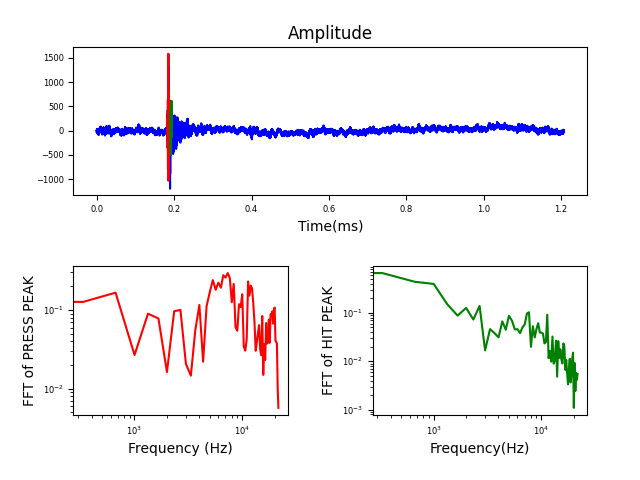 Amplitude
1500
1000
500
0
−500
−1000
0.0 0.2 0.4 0.6 0.8 1.0 1.2
Time(ms)
FFT of PRESS PEAK
10⁻¹
10⁻²
10³ 10⁴
Frequency (Hz)
FFT of HIT PEAK
10⁻¹
10⁻²
10⁻³
10³ 10⁴
Frequency(Hz)